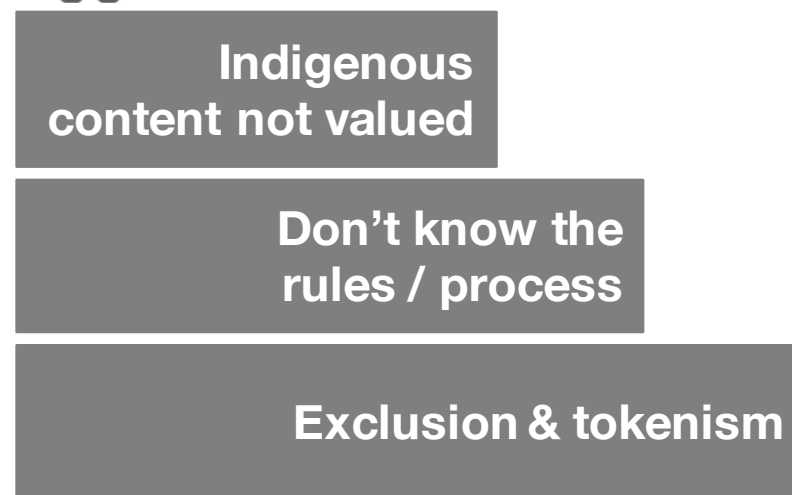 Indigenous
content not valued
Don’t know the
rules / process
Exclusion & tokenism